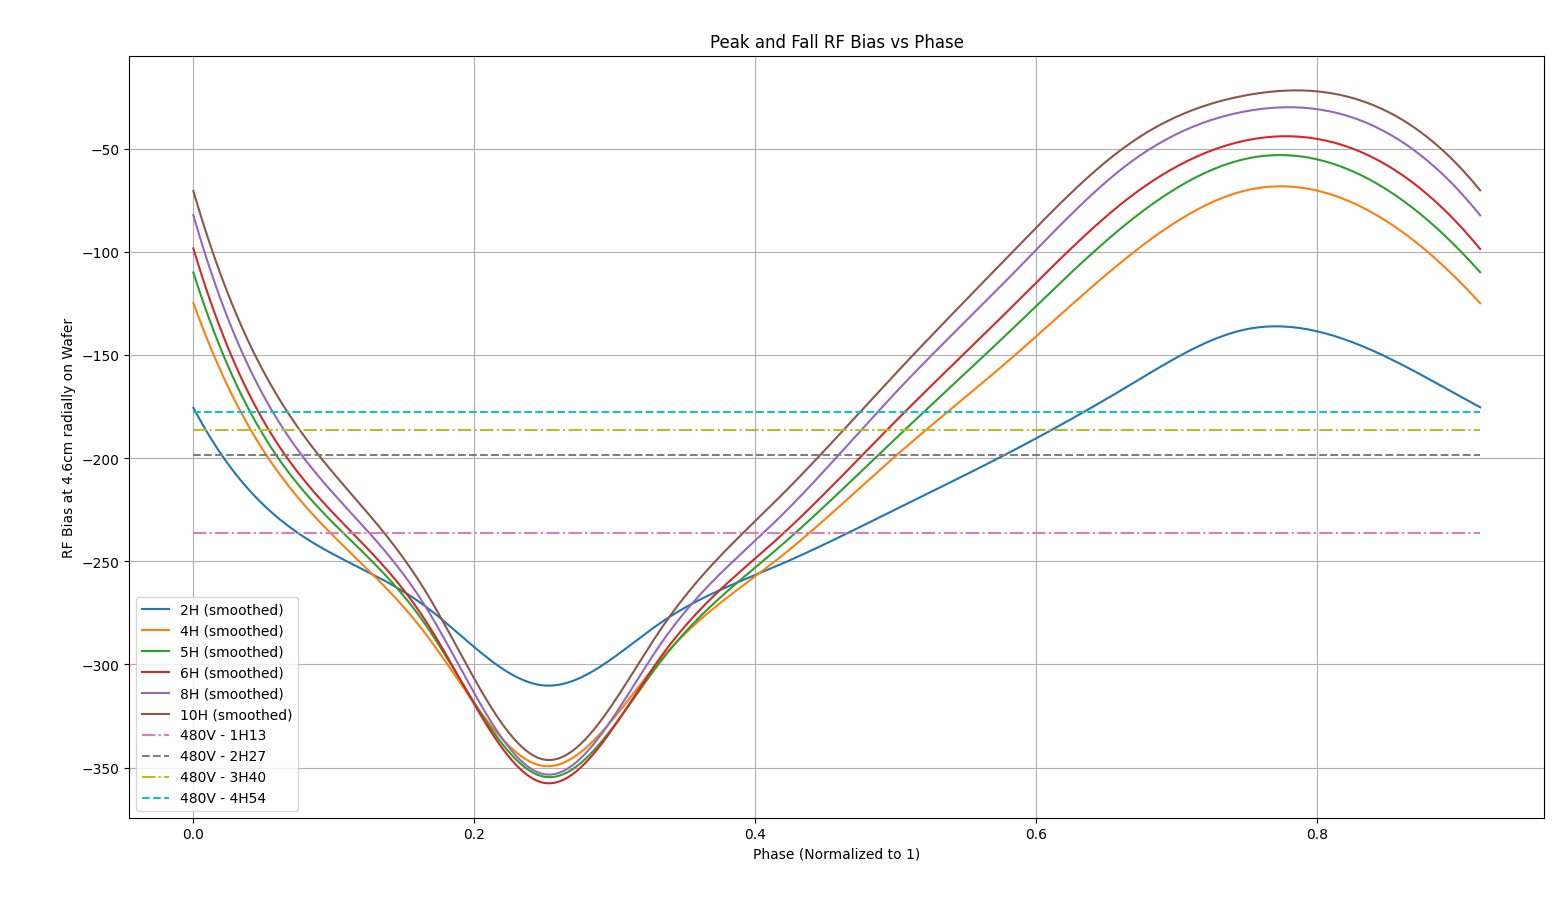 Peak and Fall RF Bias vs Phase
RF Bias at 4.6cm radially on Wafer
−50
−100
−150
−200
−250
−300
−350
2H (smoothed)
4H (smoothed)
5H (smoothed)
6H (smoothed)
8H (smoothed)
10H (smoothed)
480V - 1H13
480V - 2H27
480V - 3H40
480V - 4H54
0.0 0.2 0.4 0.6 0.8
Phase (Normalized to 1)